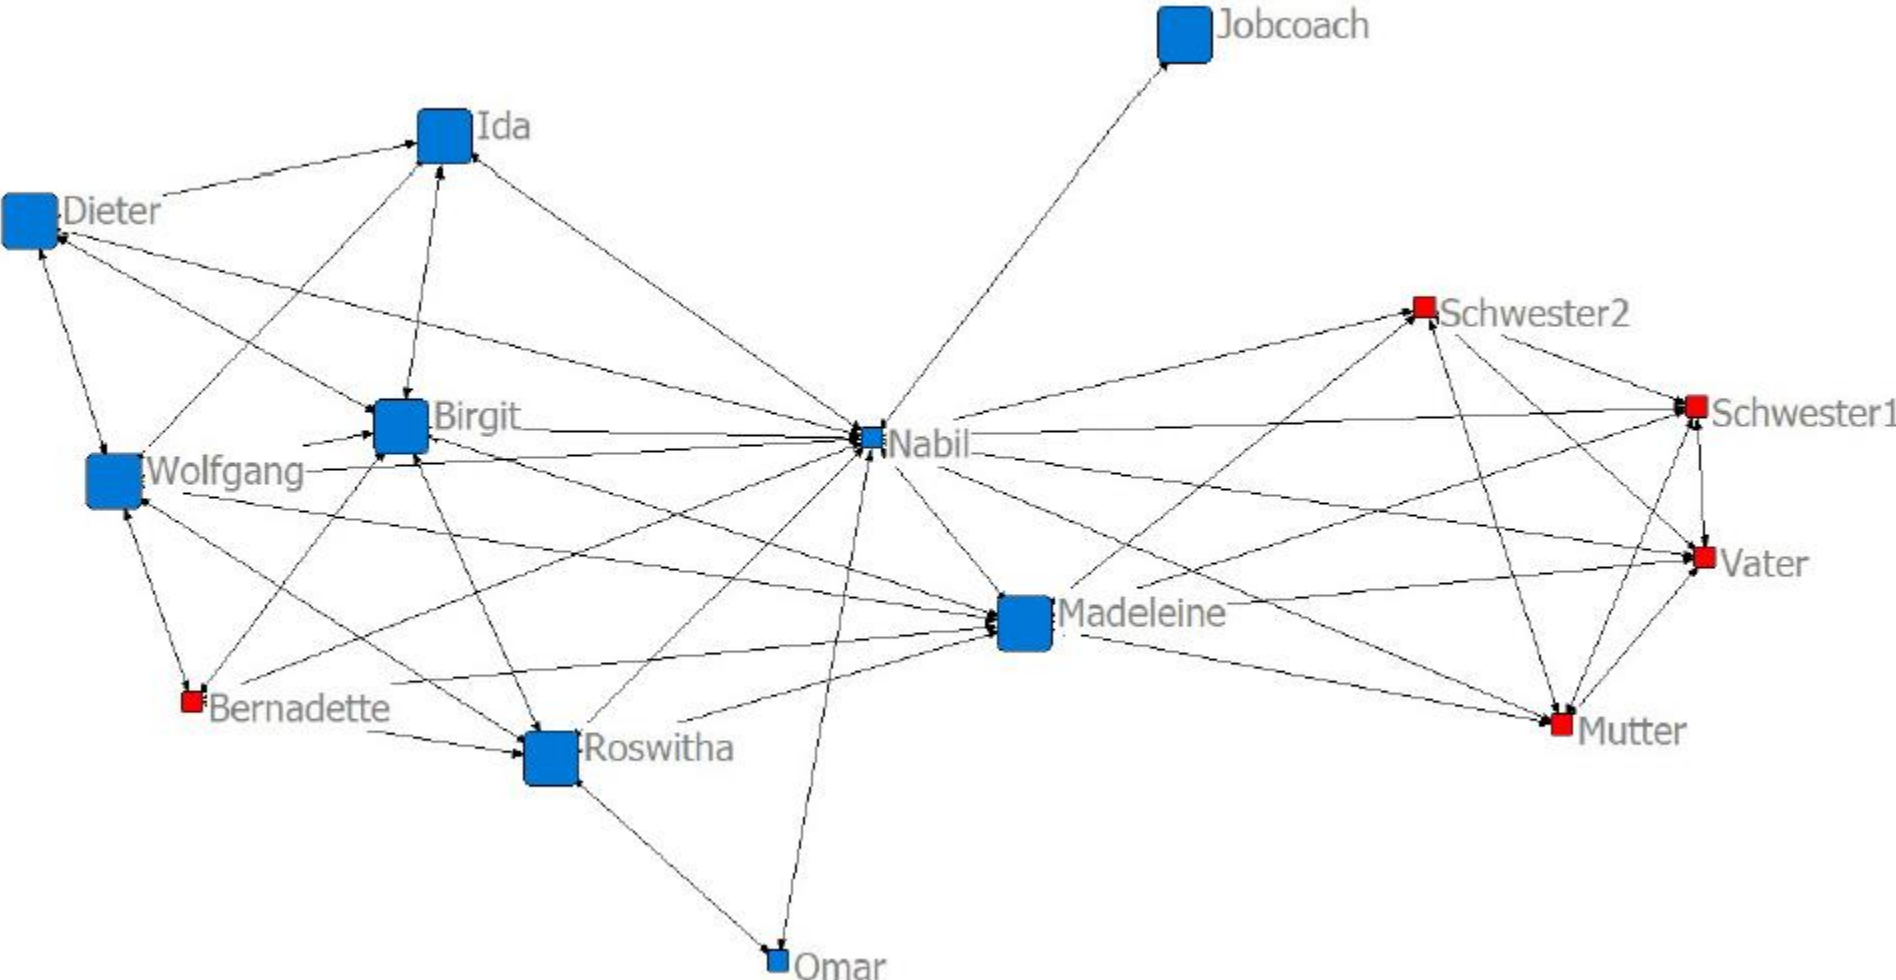 Jobcoach
Ida
Dieter
Schwester2
Schwester1
Birgit
Nabil
Wolfgang
Vater
Madeleine
Bernadette
Mutter
Roswitha
Omar